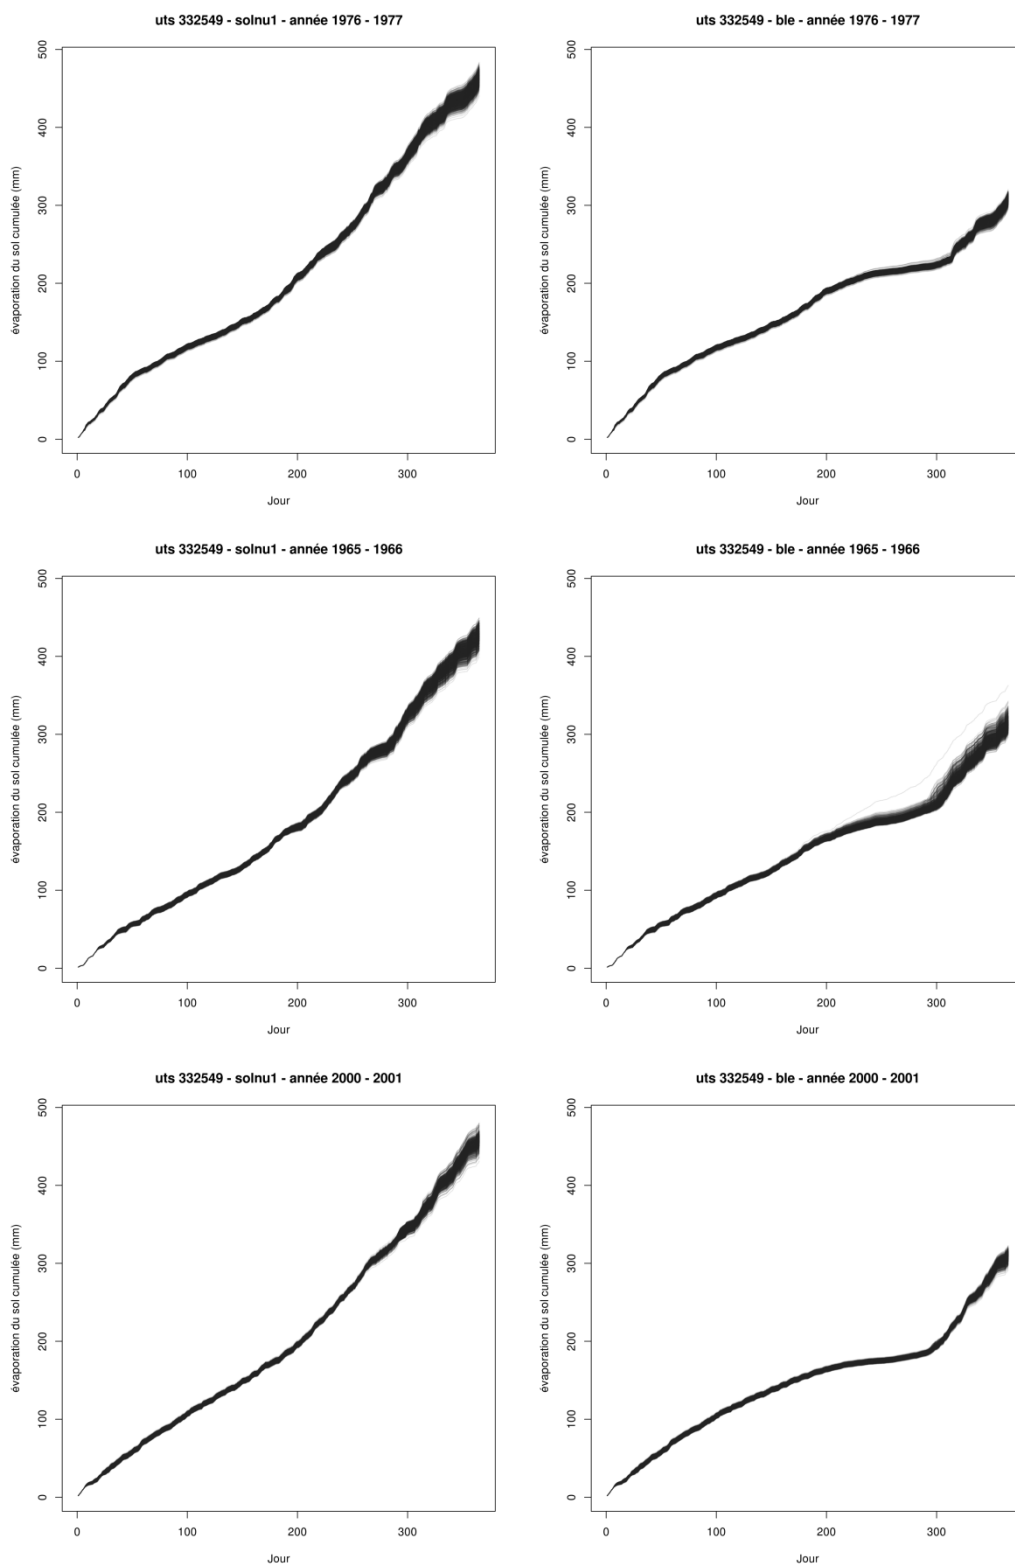 uts 332549 - solnu1 - année 1976 - 1977
évaporation du sol cumulée (mm)
500
400
300
200
100
0
0 100 200 300
Jour
uts 332549 - ble - année 1976 - 1977
évaporation du sol cumulée (mm)
500
400
300
200
100
0
0 100 200 300
Jour
uts 332549 - solnu1 - année 1965 - 1966
évaporation du sol cumulée (mm)
500
400
300
200
100
0
0 100 200 300
Jour
uts 332549 - ble - année 1965 - 1966
évaporation du sol cumulée (mm)
500
400
300
200
100
0
0 100 200 300
Jour
uts 332549 - solnu1 - année 2000 - 2001
évaporation du sol cumulée (mm)
500
400
300
200
100
0
0 100 200 300
Jour
uts 332549 - ble - année 2000 - 2001
évaporation du sol cumulée (mm)
500
400
300
200
100
0
0 100 200 300
Jour